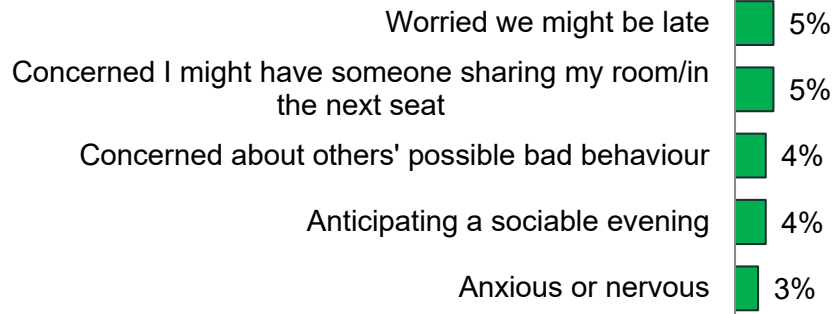 Worried we might be late 5%
Concerned I might have someone sharing my room/in
the next seat 5%
Concerned about others' possible bad behaviour 4%
Anticipating a sociable evening 4%
Anxious or nervous 3%